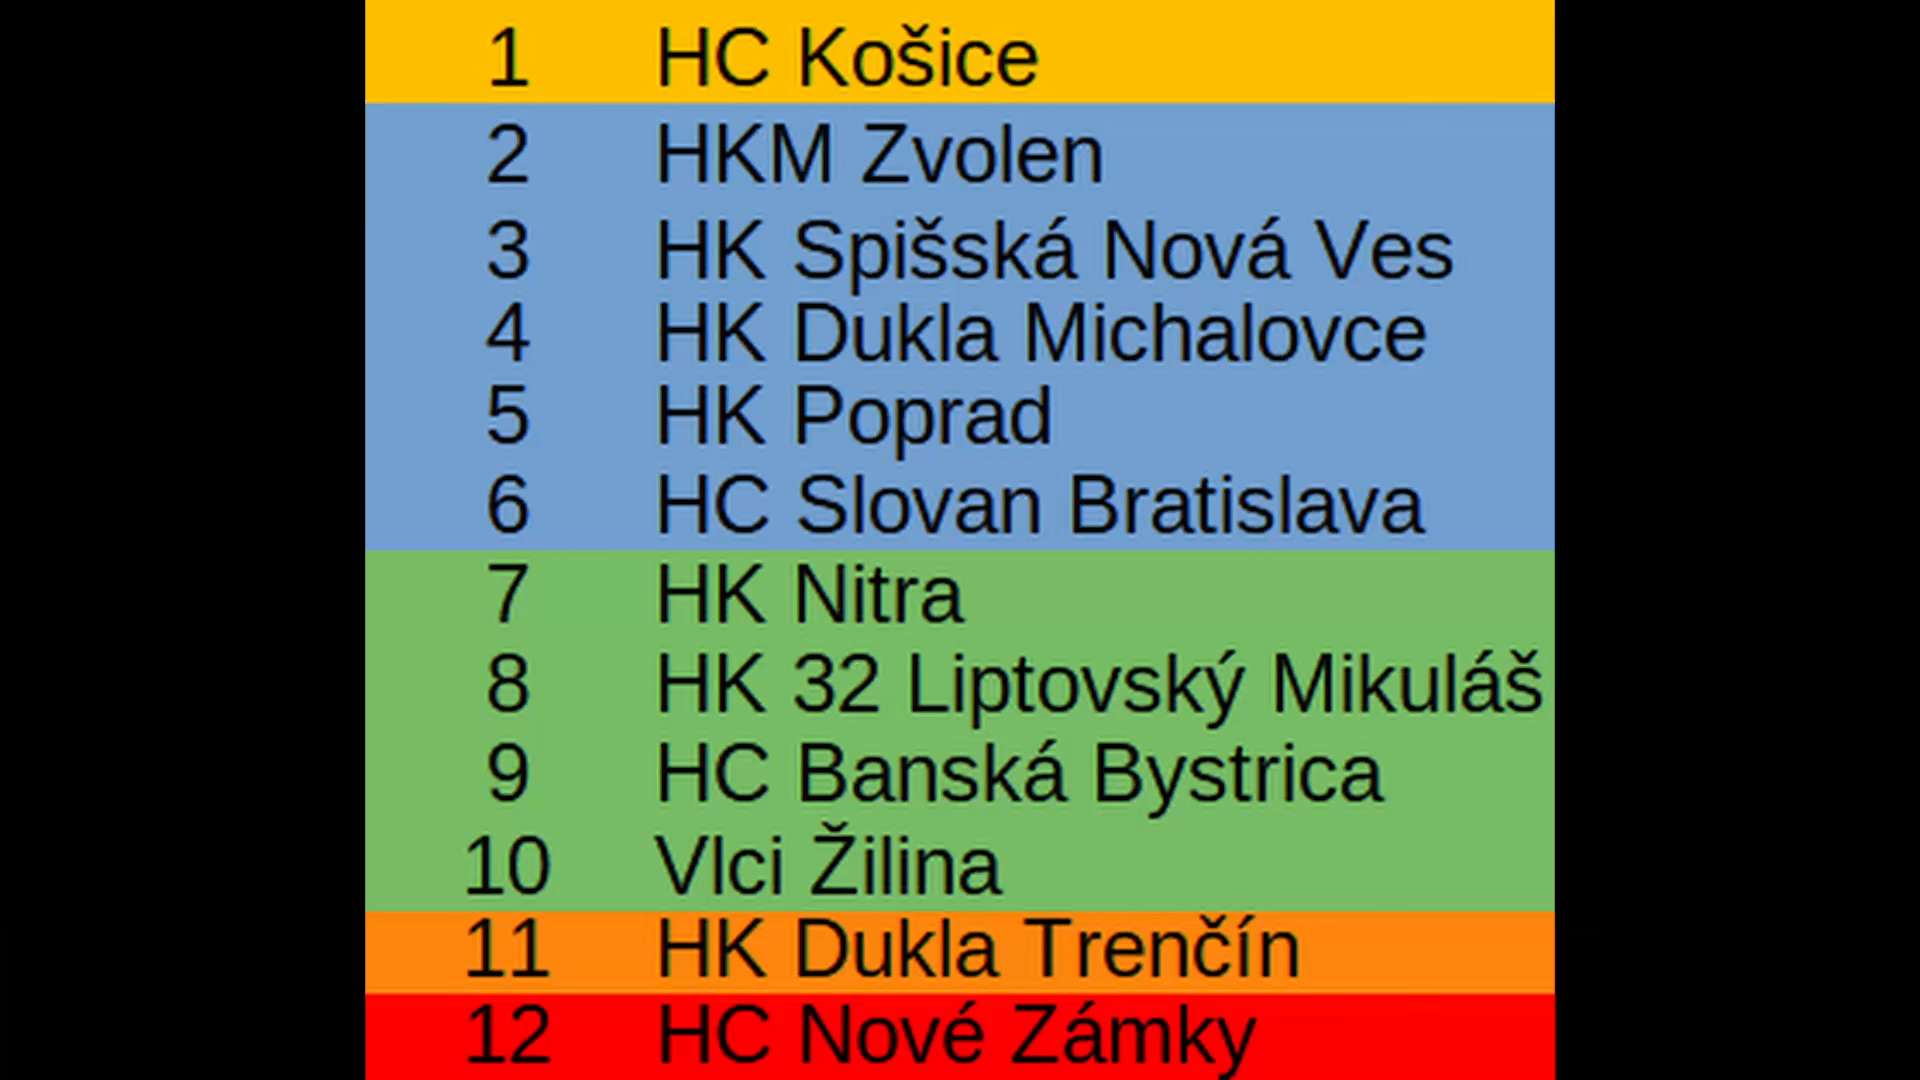 1 HC Košice
2 HKM Zvolen
3 HK Spišská Nová Ves
4 HK Dukla Michalovce
5 HK Poprad
6 HC Slovan Bratislava
7 HK Nitra
8 HK 32 Liptovský Mikuláš
9 HC Banská Bystrica
10 Vlci Žilina
11 HK Dukla Trenčín
12 HC Nové Zámky